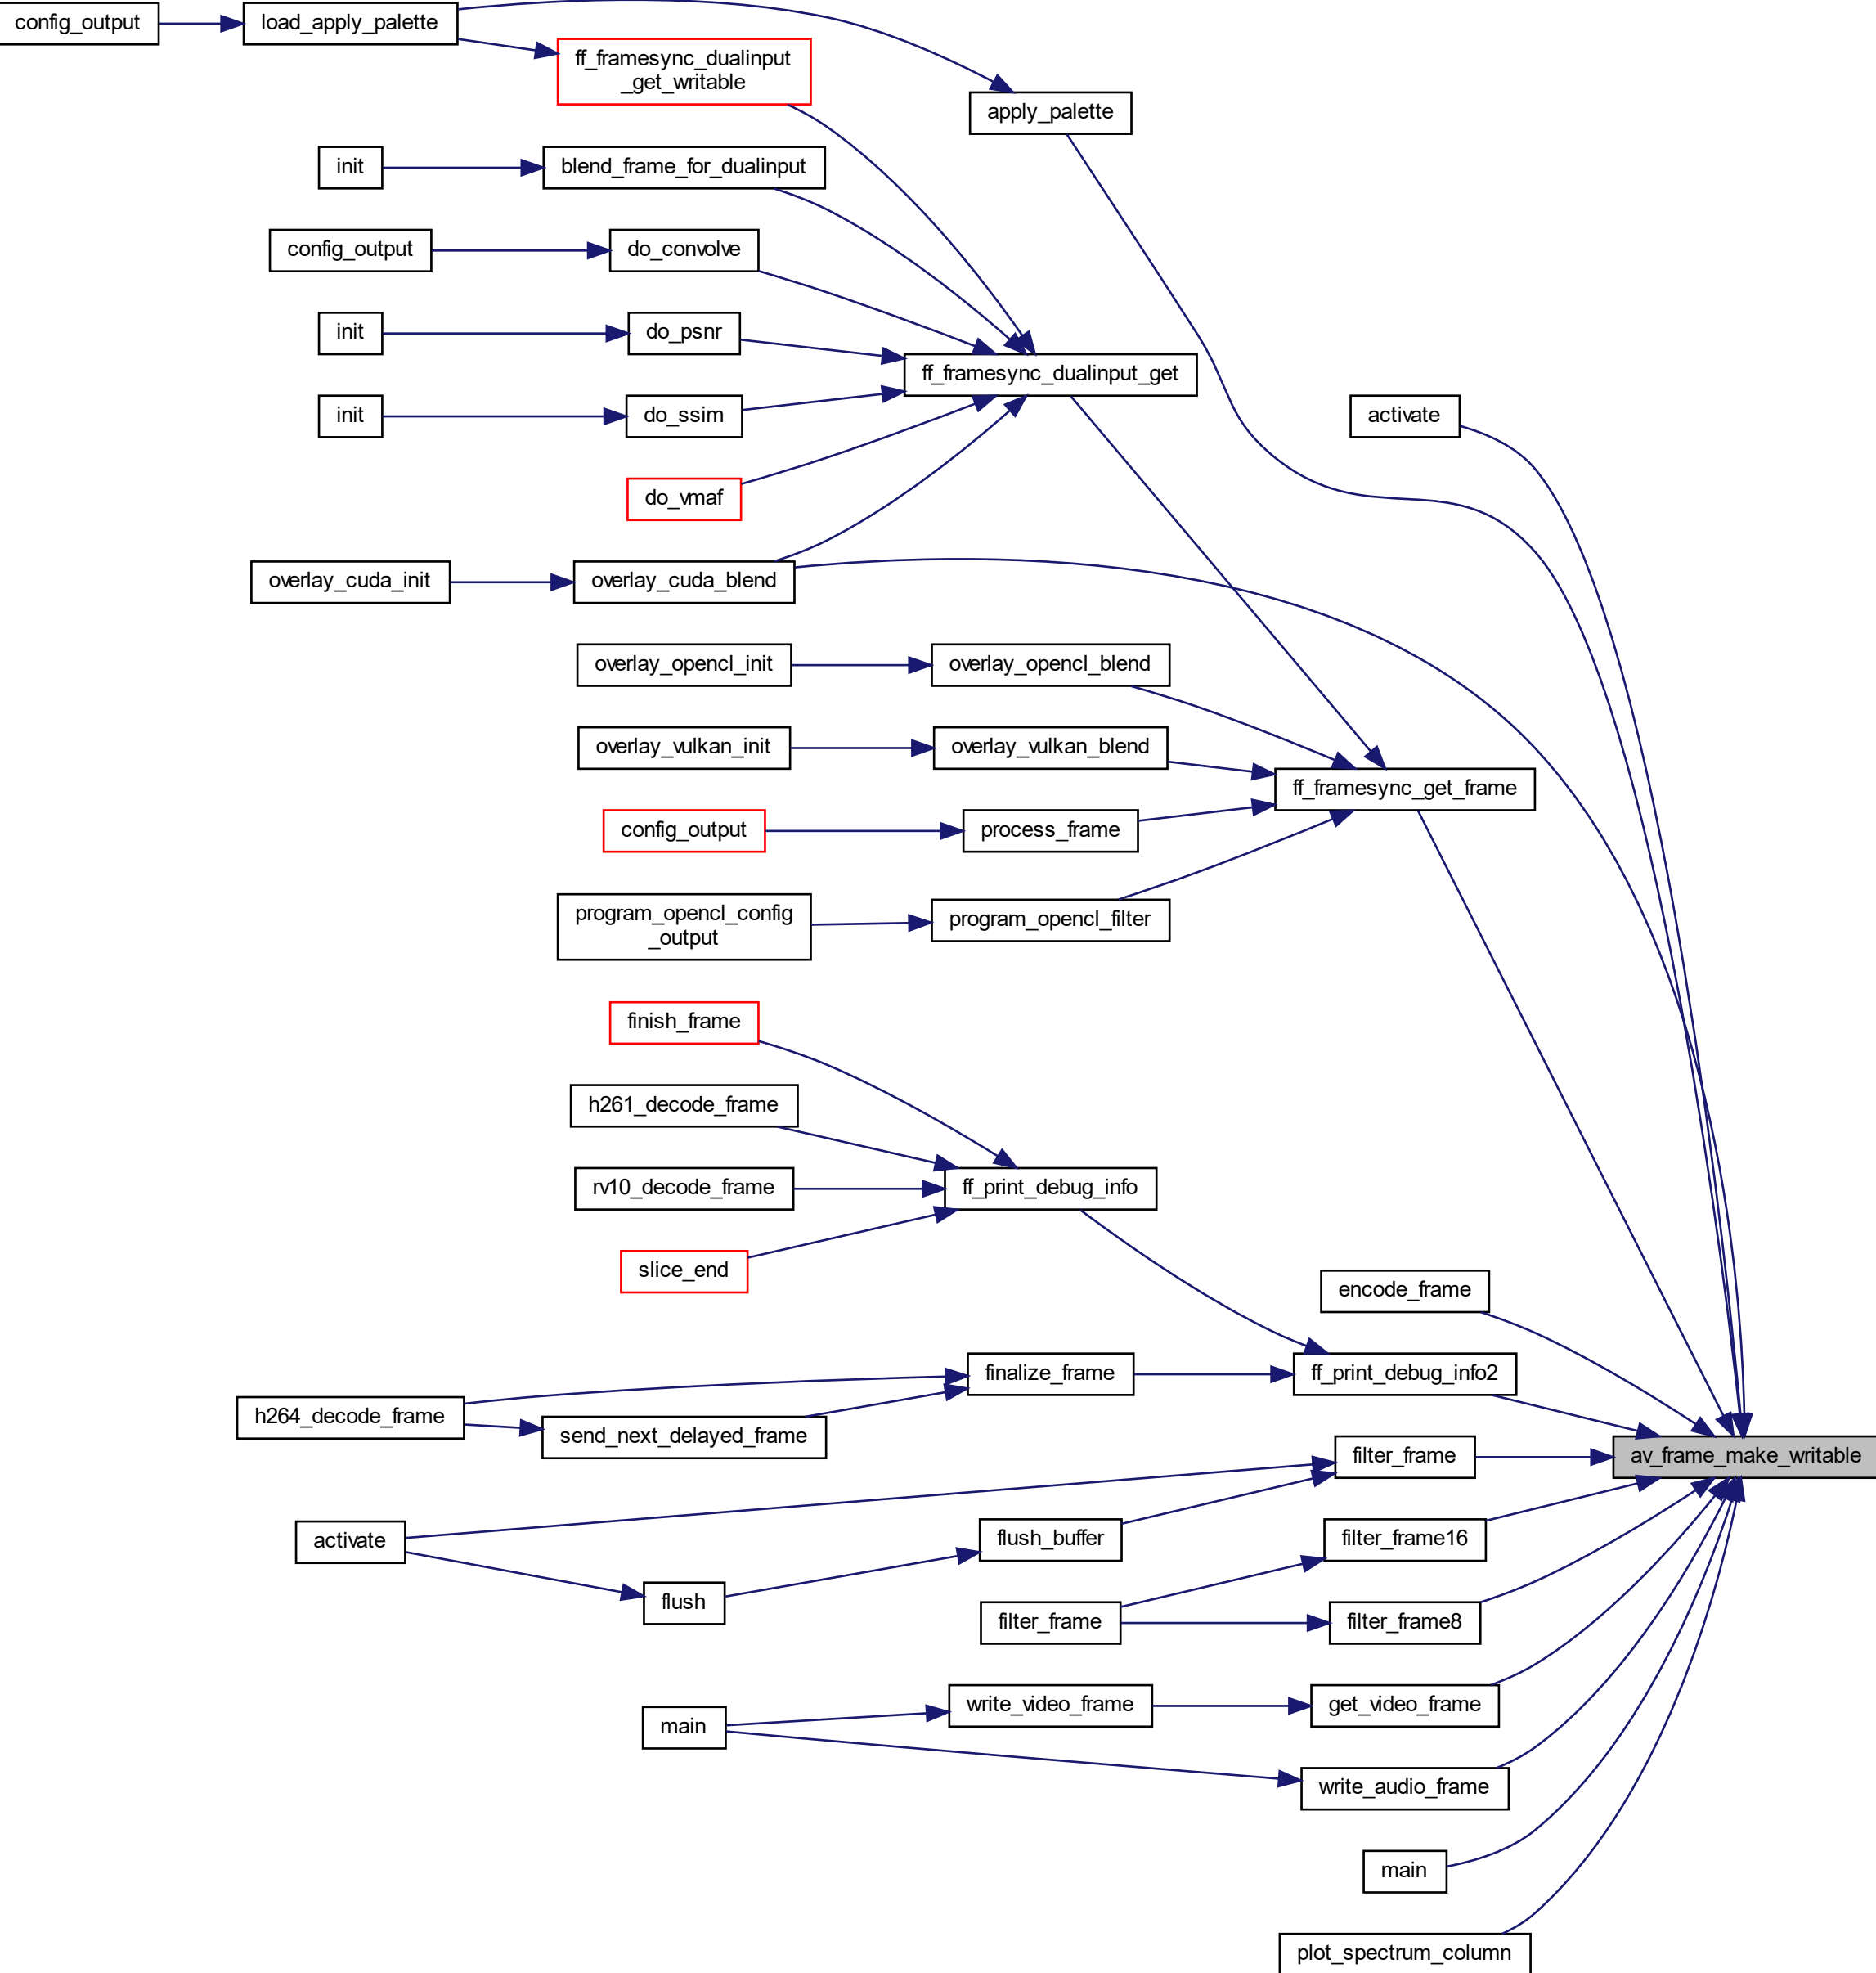 config_output
load_apply_palette
ff_framesync_dualinput
_get_writable
apply_palette
init
blend_frame_for_dualinput
config_output
do_convolve
init
do_psnr
ff_framesync_dualinput_get
init
do_ssim
activate
do_vmaf
overlay_cuda_init
overlay_cuda_blend
overlay_opencl_init
overlay_opencl_blend
overlay_vulkan_init
overlay_vulkan_blend
ff_framesync_get_frame
config_output
process_frame
program_opencl_config
_output
program_opencl_filter
finish_frame
h261_decode_frame
rv10_decode_frame
ff_print_debug_info
slice_end
encode_frame
finalize_frame
ff_print_debug_info2
h264_decode_frame
send_next_delayed_frame
filter_frame
av_frame_make_writable
activate
flush_buffer
filter_frame16
flush
filter_frame
filter_frame8
main
write_video_frame
get_video_frame
write_audio_frame
main
plot_spectrum_column